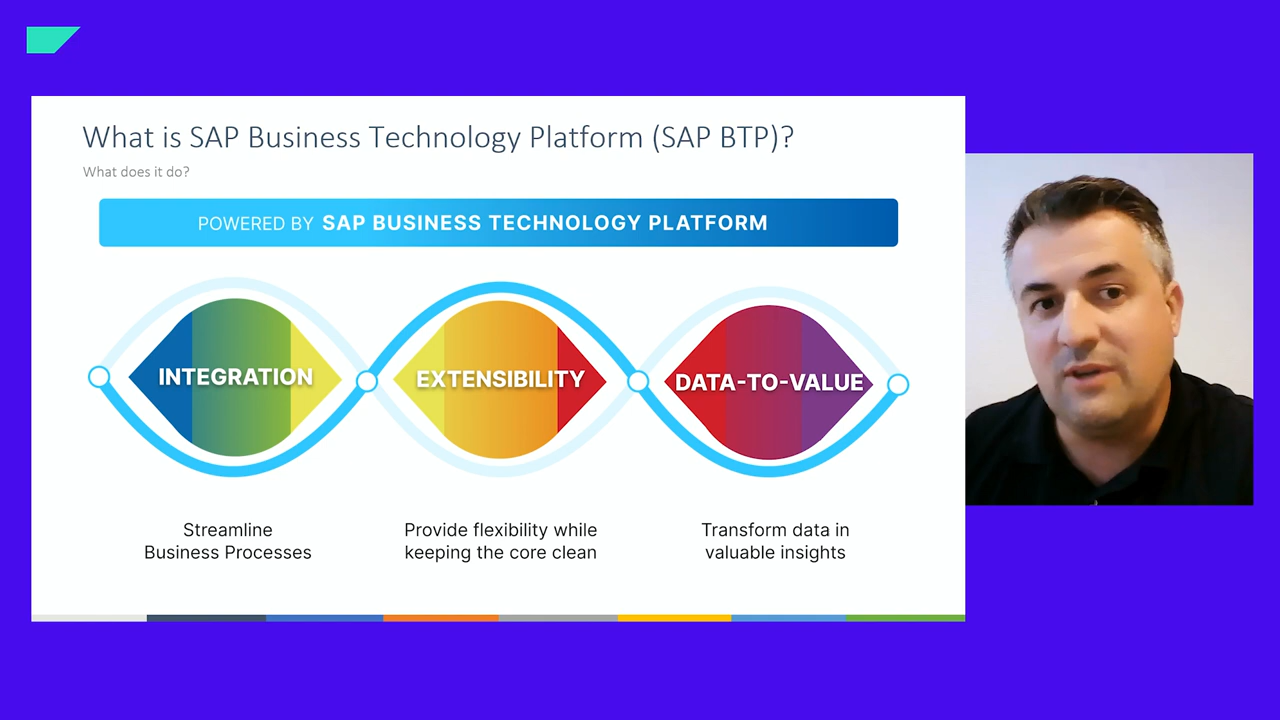 What is SAP Business Technology Platform (SAP BTP)?
What does it do?
POWERED BY SAP BUSINESS TECHNOLOGY PLATFORM
INTEGRATION
EXTENSIBILITY
DATA-TO-VALUE
Streamline
Business Processes
Provide flexibility while
keeping the core clean
Transform data in
valuable insights